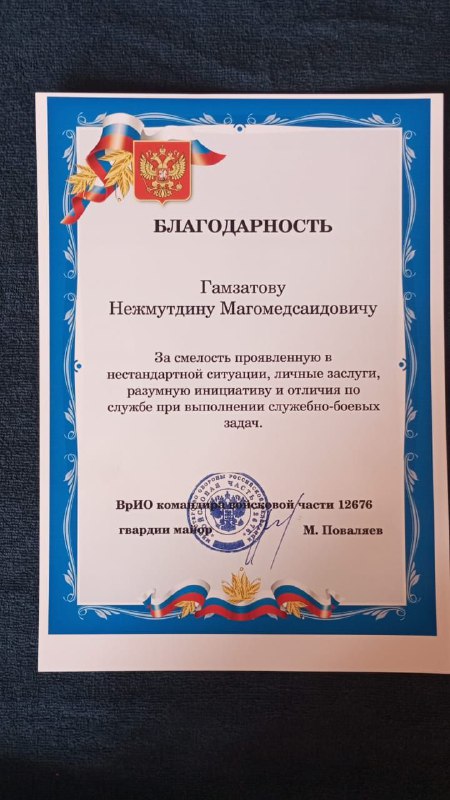 БЛАГОДАРНОСТЬ
Гамзатову
Нежмутдину Магомедсаидовичу
За смелость проявленную в
нестандартной ситуации, личные заслуги,
разумную инициативу и отличия по
службе при выполнении служебно-боевых
задач.
ВрИО командира войсковой части 12676
гвардии майор М. Поваляев